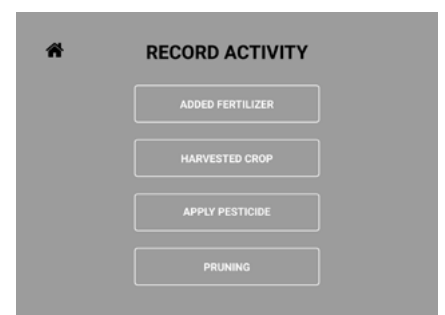 RECORD ACTIVITY
ADDED FERTILIZER
HARVESTED CROP
APPLY PESTICIDE
PRUNING